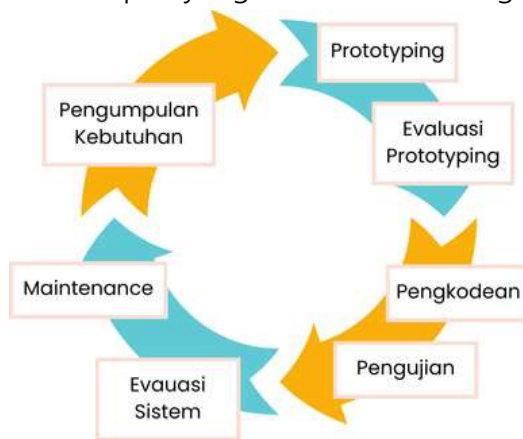 Prototyping
Pengumpulan
Kebutuhan
Evaluasi
Prototyping
Maintenance
Pengkodean
Pengujian
Evauasi
Sistem